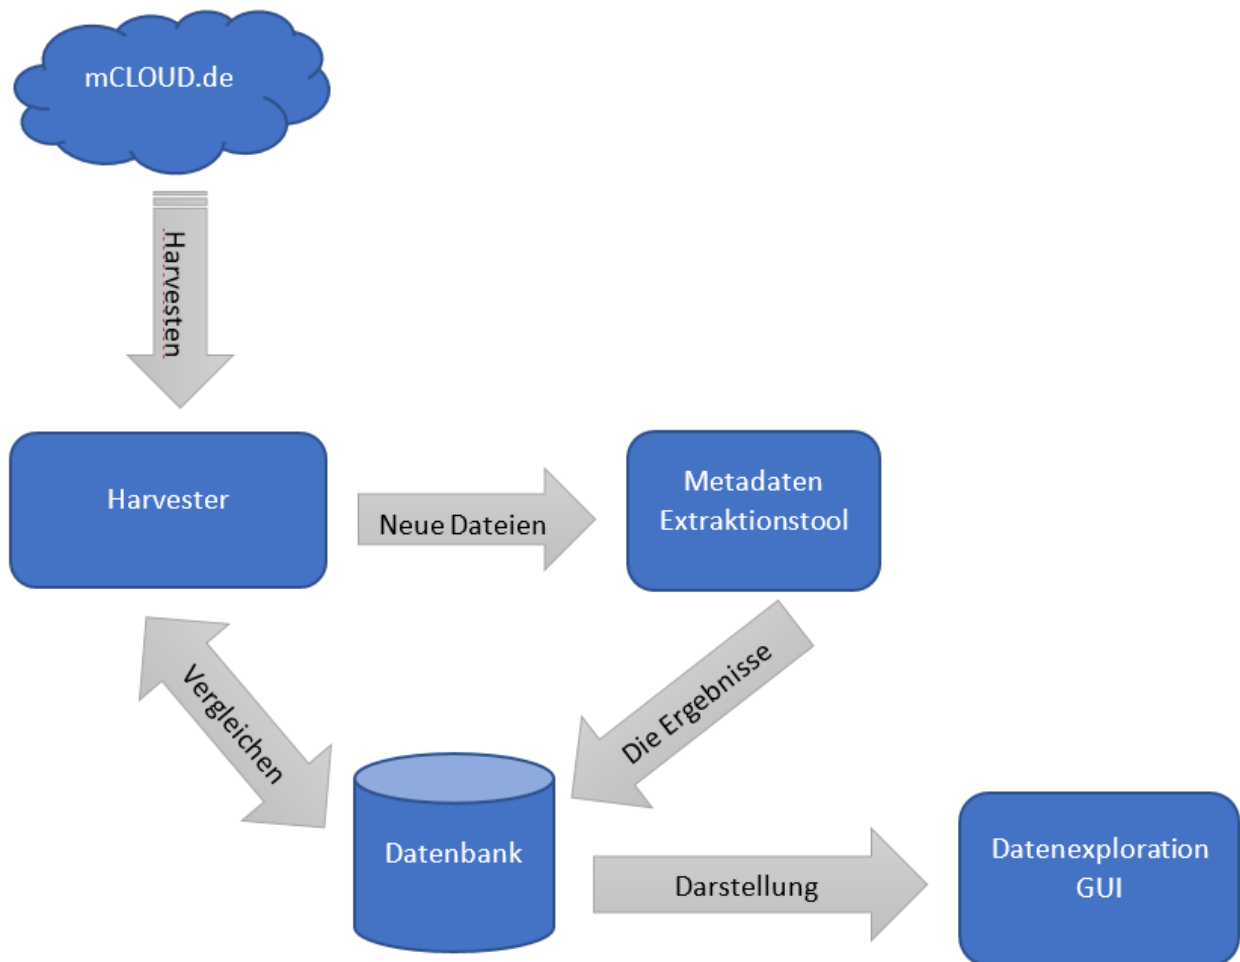 mCLOUD.de
Harvesten
Harvester
Neue Dateien
Metadaten
Extraktionstool
Vergleichen
Die Ergebnisse
Datenbank
Darstellung
Datenexploration
GUI